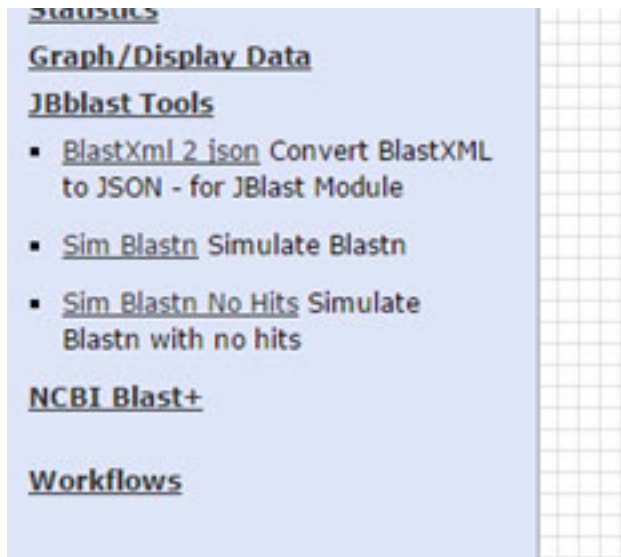 Statistics
Graph/Display Data
JBblast Tools
BlastXml 2 json Convert BlastXML
to JSON - for JBlast Module
Sim Blastn Simulate Blastn
Sim Blastn No Hits Simulate
Blastn with no hits
NCBI Blast+
Workflows